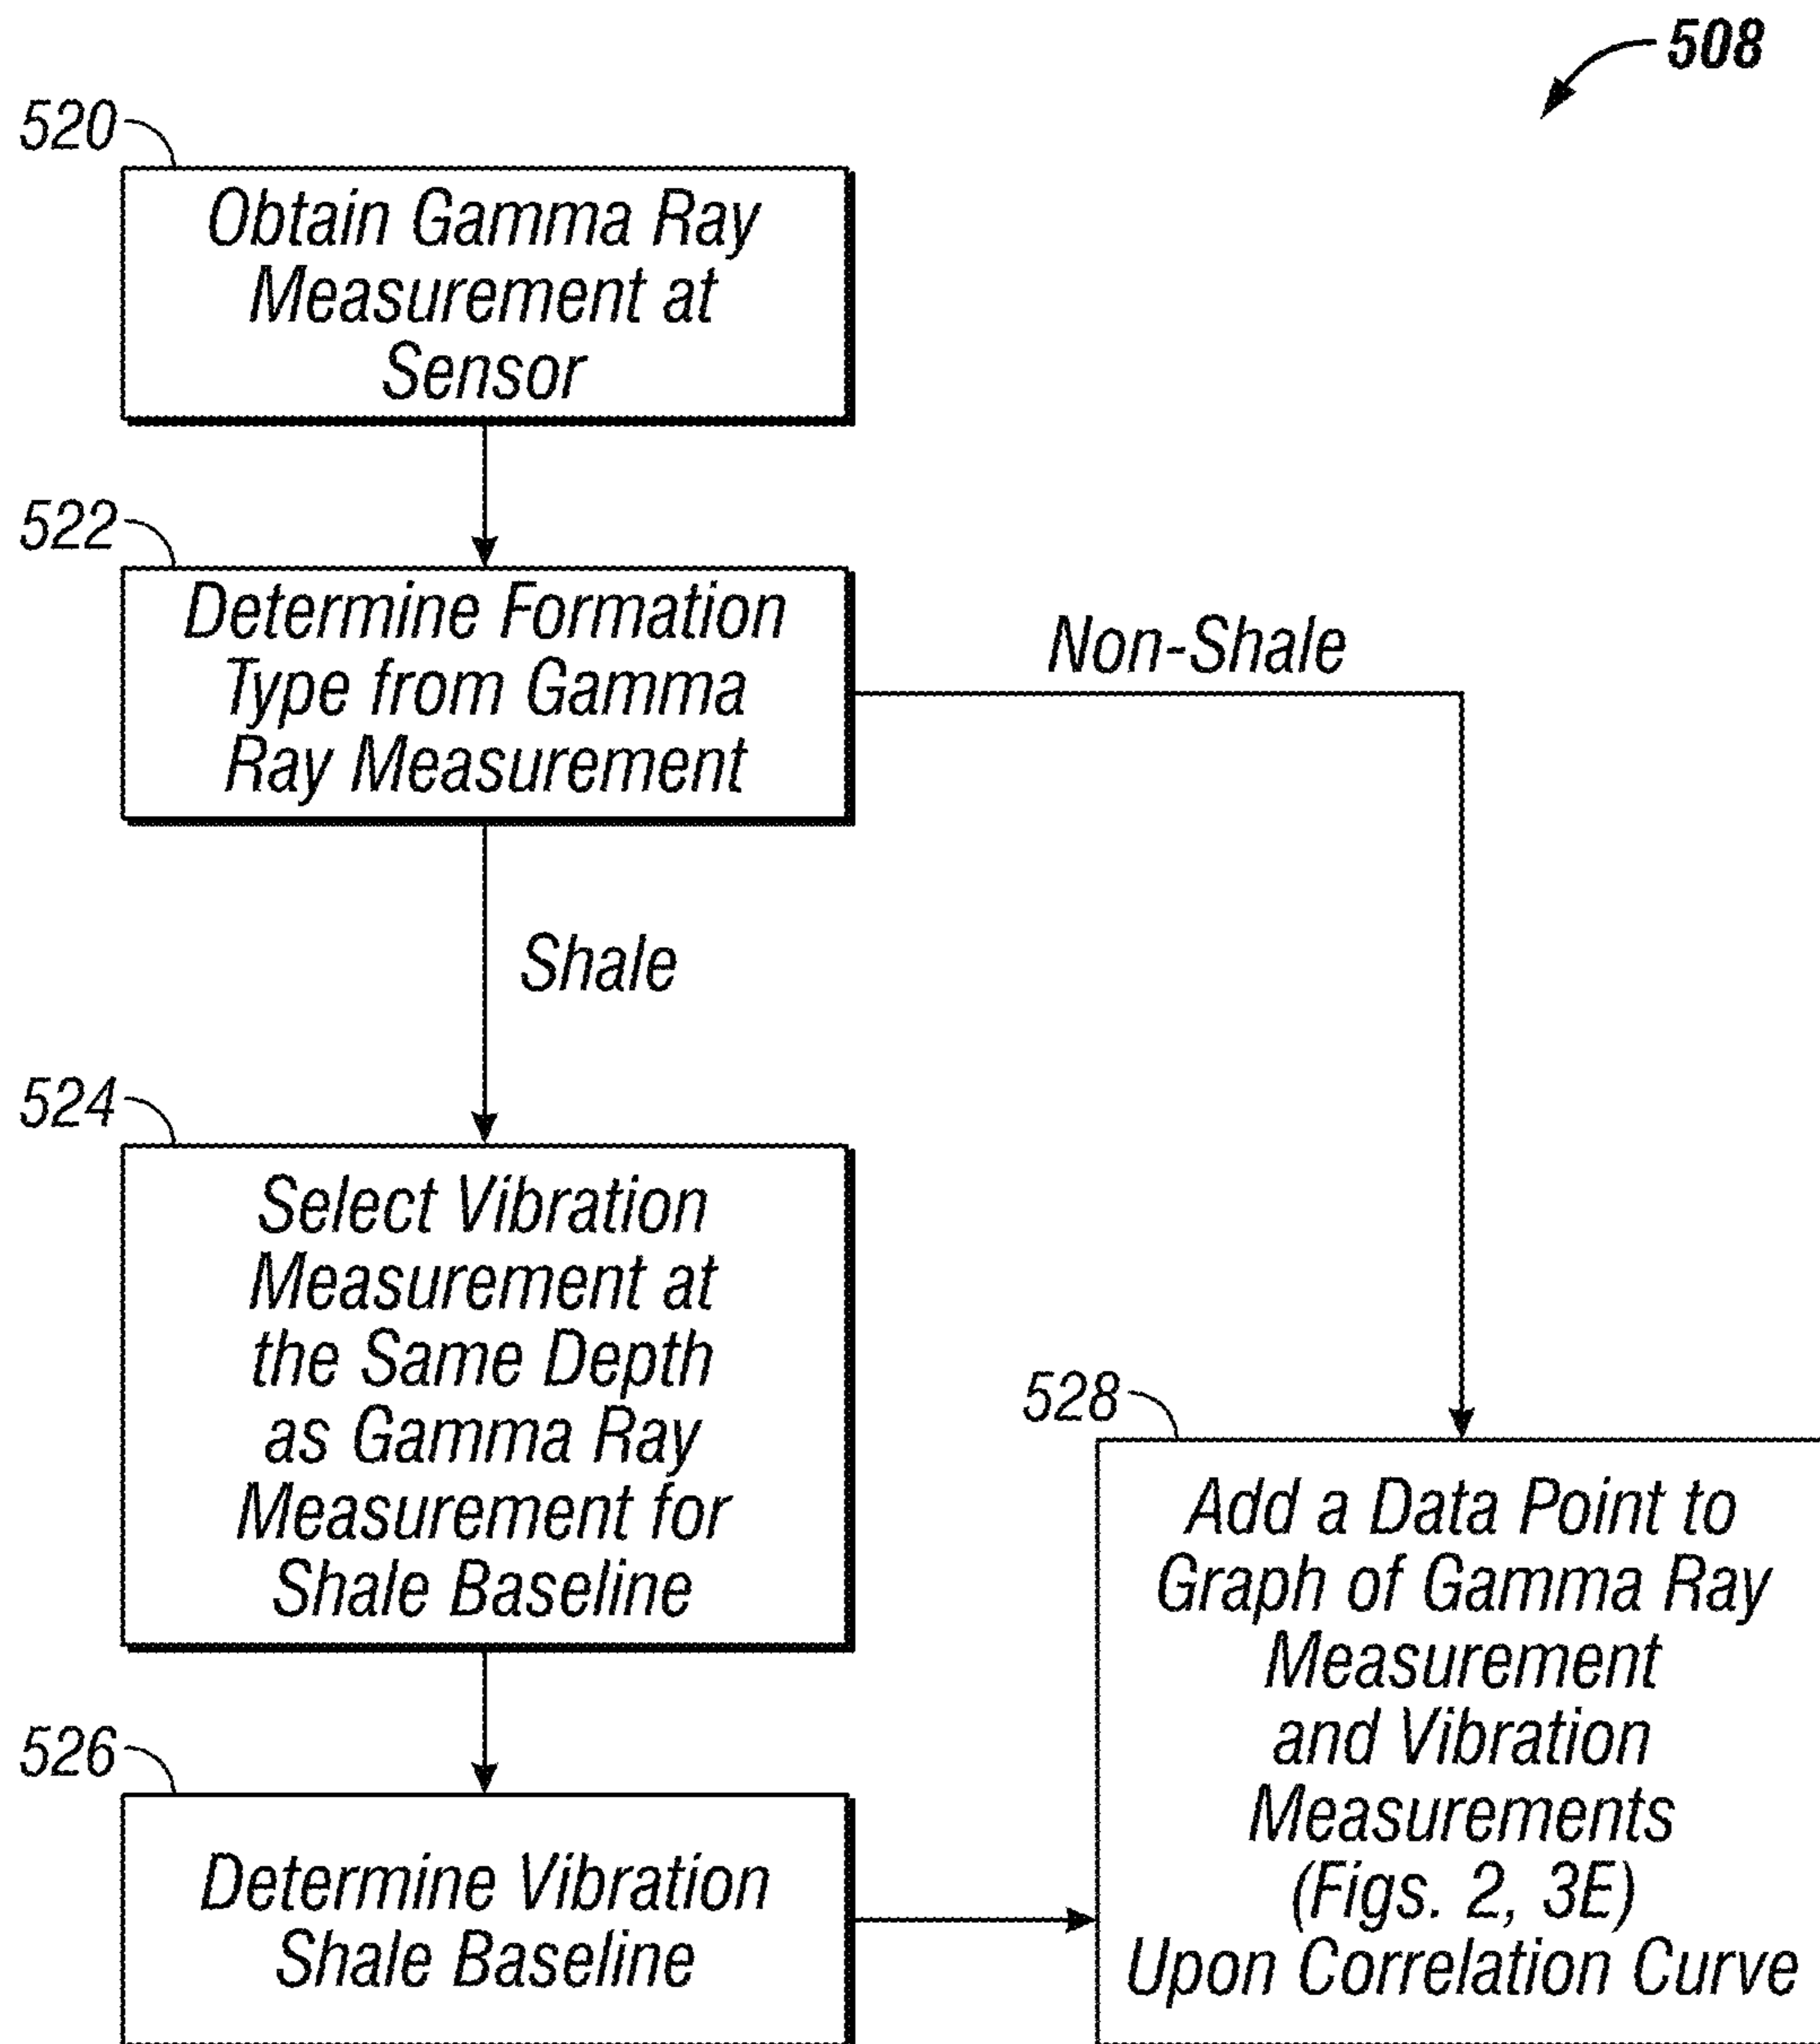 508
520
Obtain Gamma Ray
Measurement at
Sensor
522
Determine Formation
Type from Gamma
Ray Measurement
Non-Shale
Shale
524
Select Vibration
Measurement at
the Same Depth
as Gamma Ray
Measurement for
Shale Baseline
526
Determine Vibration
Shale Baseline
528
Add a Data Point to
Graph of Gamma Ray
Measurement
and Vibration
Measurements
(Figs. 2, 3E)
Upon Correlation Curve